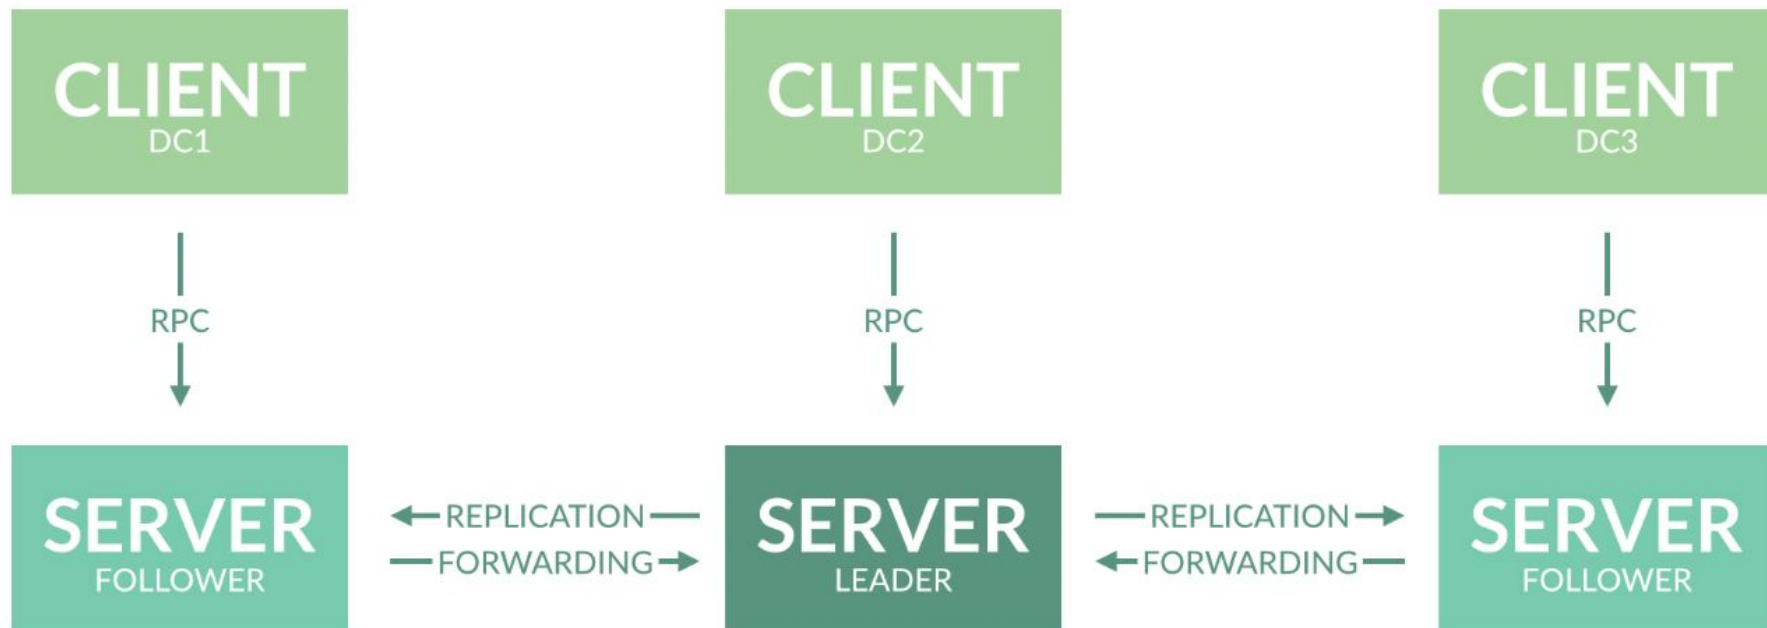 CLIENT
DC1
CLIENT
DC2
CLIENT
DC3
RPC
RPC
RPC
SERVER
FOLLOWER
REPLICATION
FORWARDING
SERVER
LEADER
REPLICATION
FORWARDING
SERVER
FOLLOWER